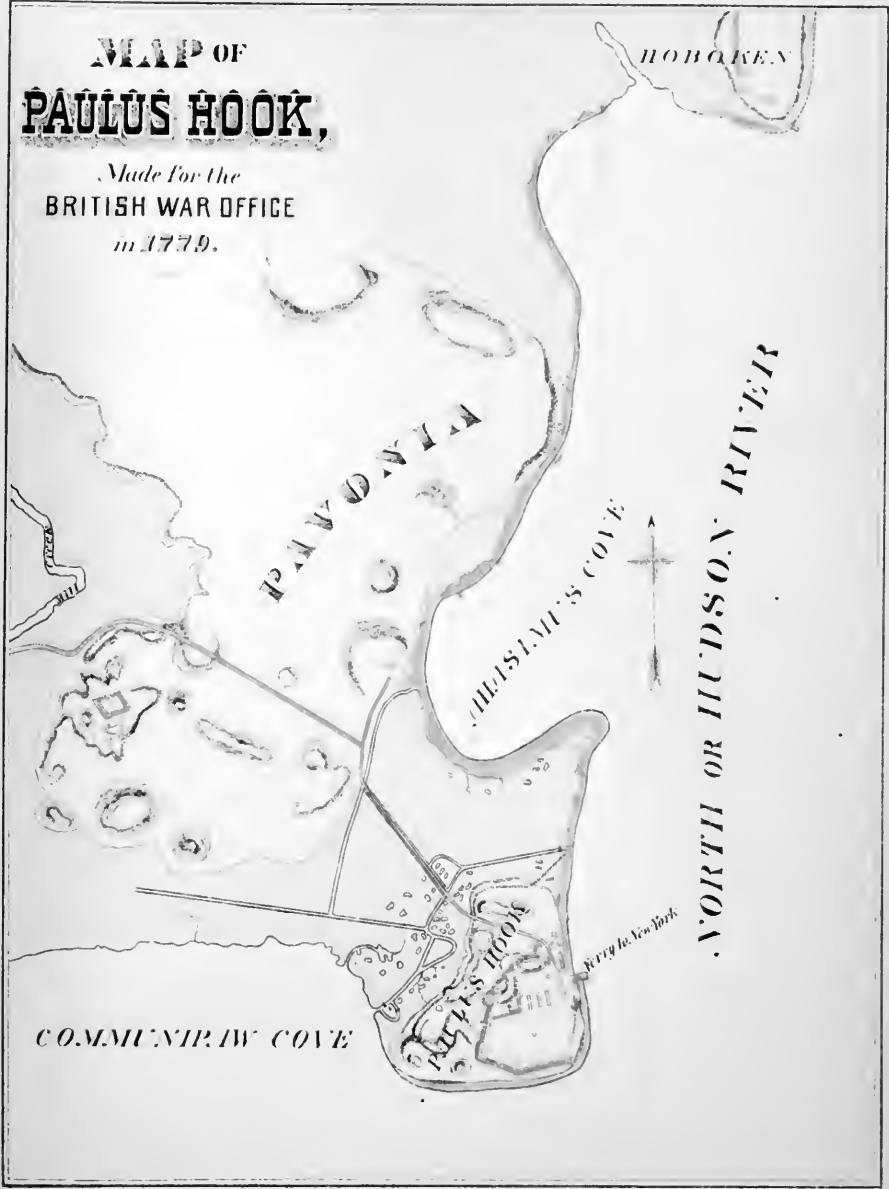 MAP OF
PAULUS HOOK,
Made for the
BRITISH WAR OFFICE
in 1779.
HOBOKEN
PAVONIA
AHASIMUS COVE
NORTH OR HUDSON RIVER
PAULUS HOOK
Ferry to New York
COMMUNIPAW COVE